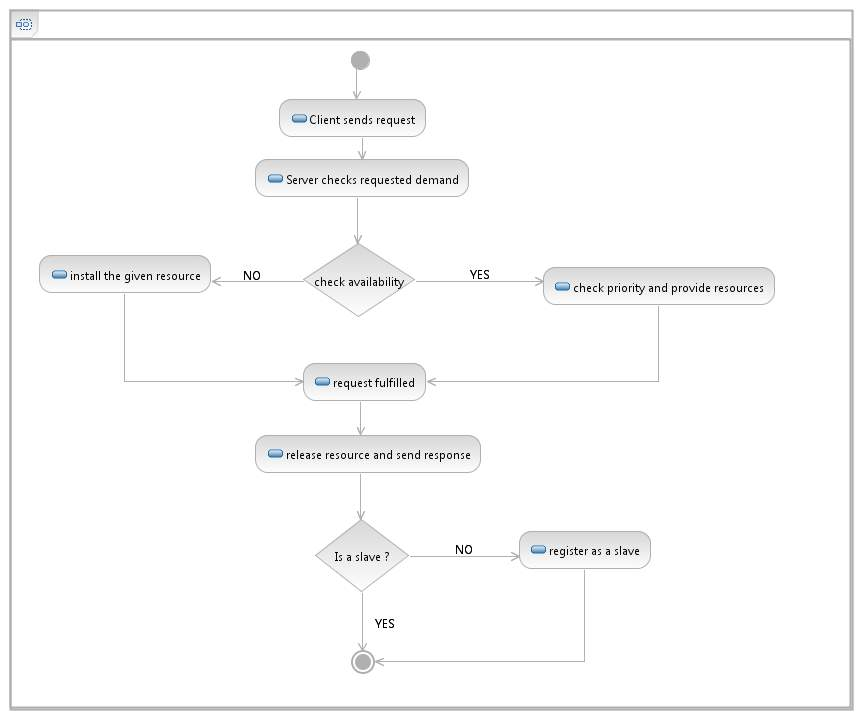 Client sends request
Server checks requested demand
install the given resource
NO
check availability
YES
check priority and provide resources
request fulfilled
release resource and send response
Is a slave ?
NO
register as a slave
YES